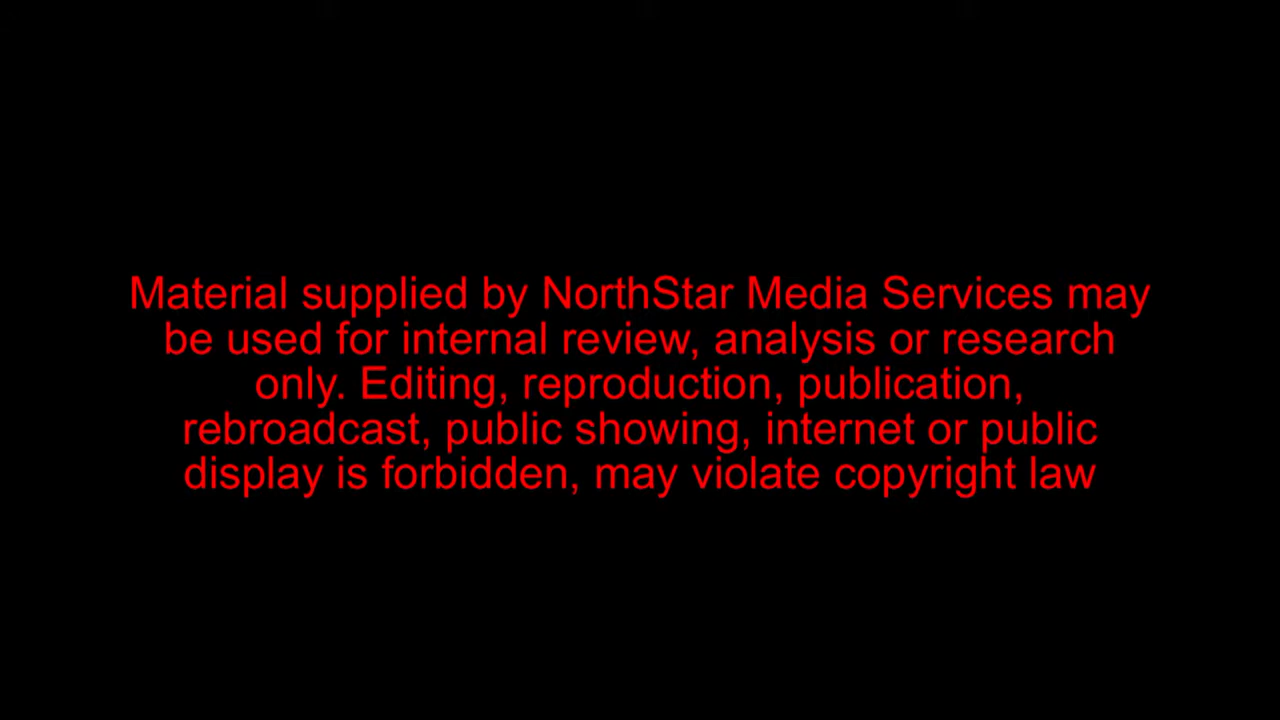 Material supplied by NorthStar Media Services may
be used for internal review, analysis or research
only. Editing, reproduction, publication,
rebroadcast, public showing, internet or public
display is forbidden, may violate copyright law